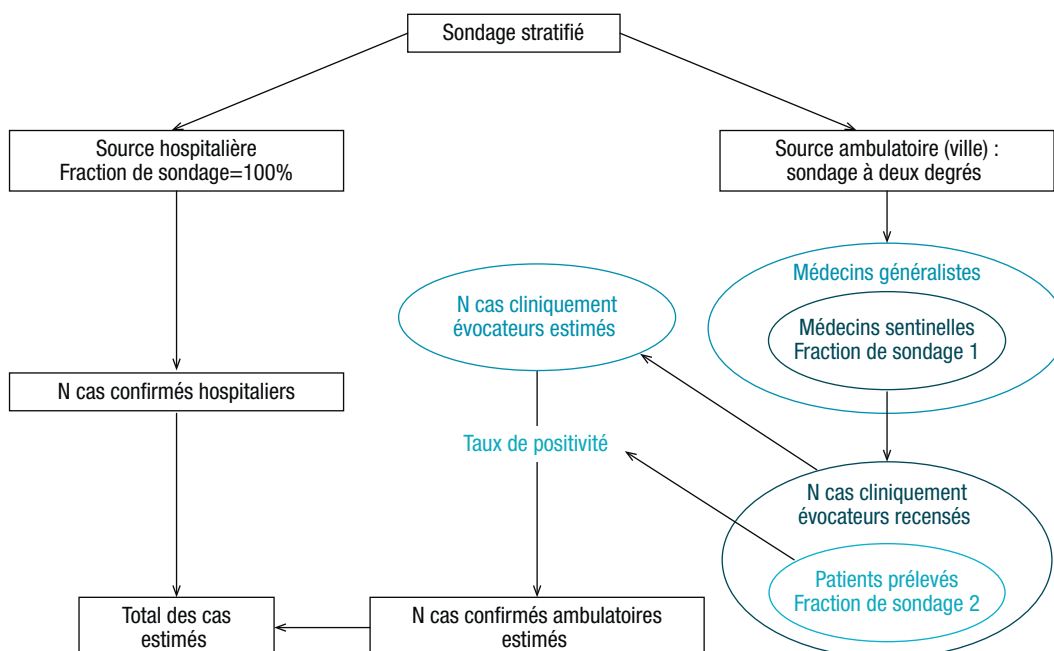 Sondage stratifié
Source hospitalière
Fraction de sondage=100%
Source ambulatoire (ville) :
sondage à deux degrés
Médecins généralistes
Médecins sentinelles
Fraction de sondage 1
N cas cliniquement
évocateurs estimés
N cas confirmés hospitaliers
Taux de positivité
N cas cliniquement
évocateurs recensés
Patients prélevés
Fraction de sondage 2
Total des cas
estimés
N cas confirmés ambulatoires
estimés